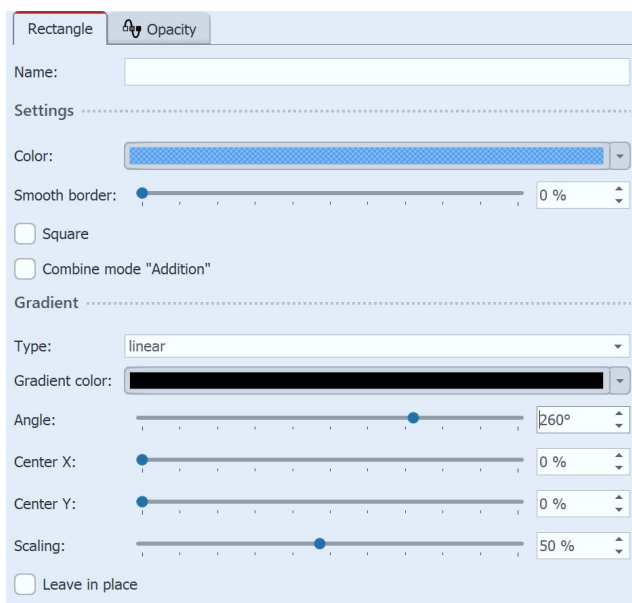 Rectangle Opacity
Name:
Settings
Color:
Smooth border: 0 %
Square
Combine mode "Addition"
Gradient
Type: linear
Gradient color:
Angle: 260°
Center X: 0 %
Center Y: 0 %
Scaling: 50 %
Leave in place